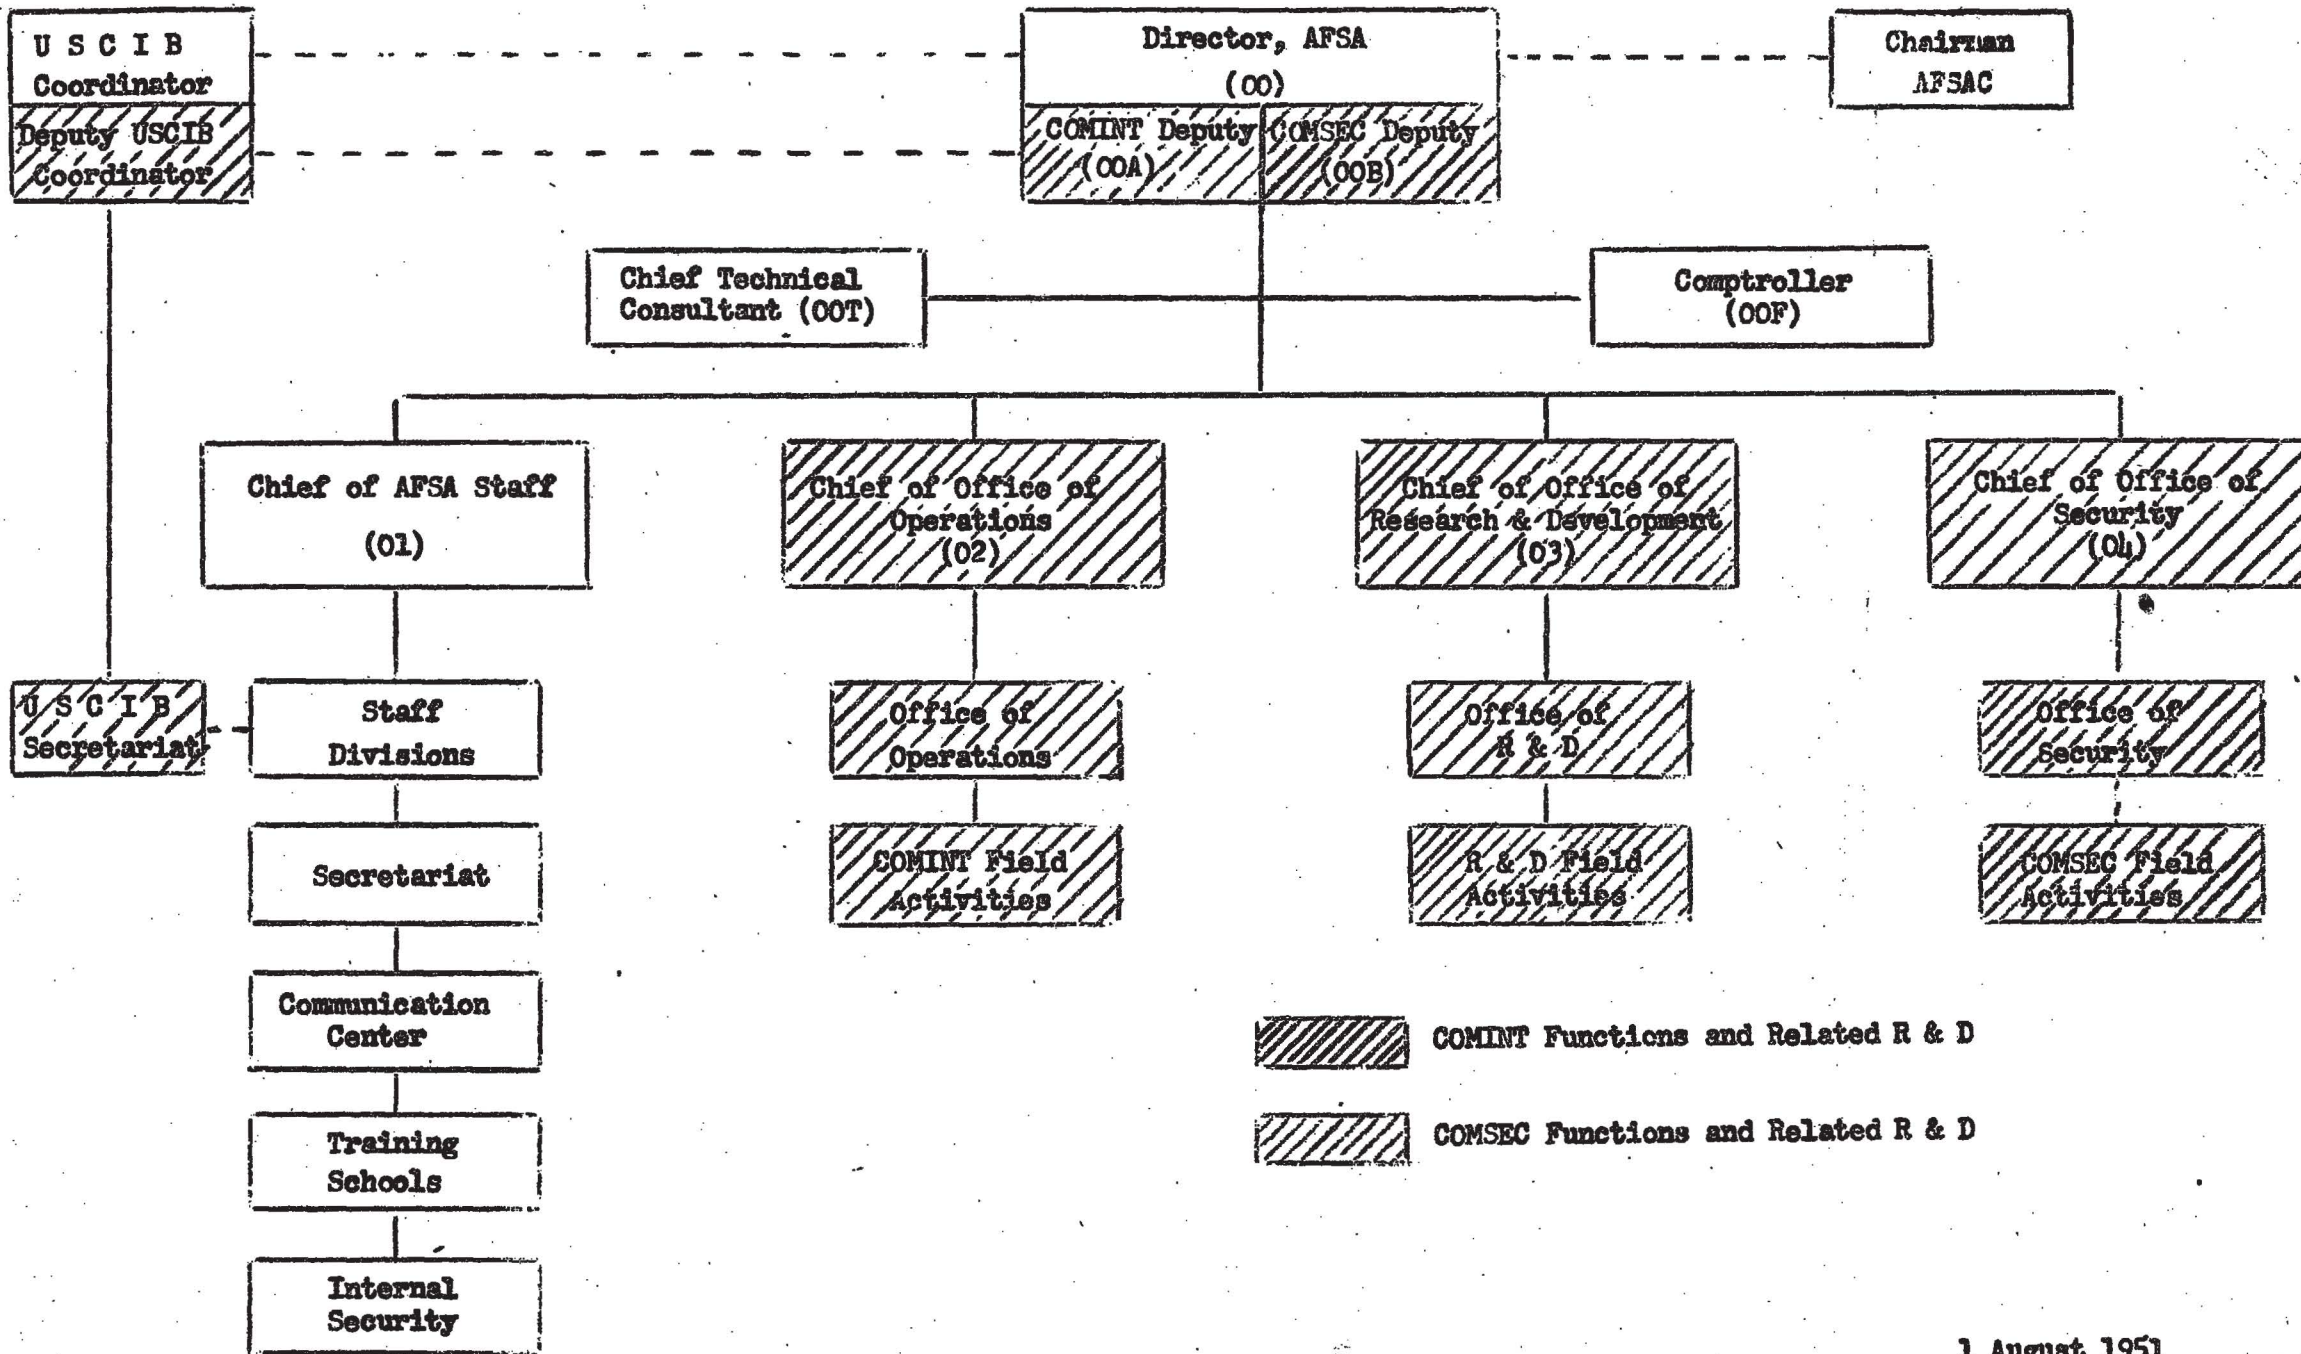 U S C I B
Coordinator
Deputy USCIB
Coordinator
Director, AFSA
(00)
COMINT Deputy
(00A)
COMSEC Deputy
(00B)
Chairman
AFSAC
Chief Technical
Consultant (00T)
Comptroller
(00F)
Chief of AFSA Staff
(01)
Chief of Office of
Operations
(02)
Chief of Office of
Research & Development
(03)
Chief of Office of
Security
(04)
U S C I B
Secretariat
Staff
Divisions
Office of
Operations
Office of
R & D
Office of
Security
Secretariat
COMINT Field
Activities
R & D Field
Activities
COMSEC Field
Activities
Communication
Center
Training
Schools
Internal
Security
COMINT Functions and Related R & D
COMSEC Functions and Related R & D
1 August 1951